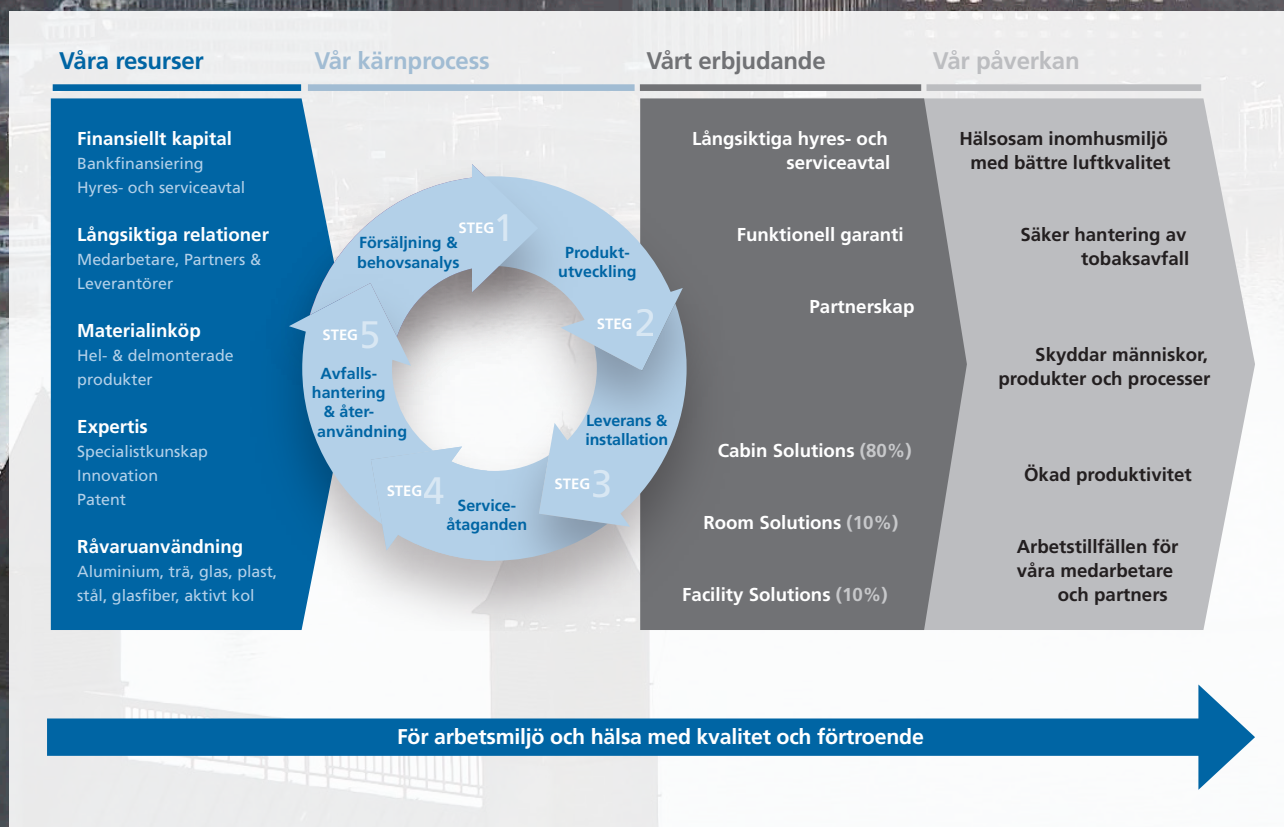 Våra resurser
Vår kärnprocess
Vårt erbjudande
Vår påverkan
Finansiellt kapital
Bankfinansiering
Hyres- och serviceavtal
Långsiktiga relationer
Medarbetare, Partners &
Leverantörer
Materialinköp
Hel- & delmonterade
produkter
Expertis
Specialistkunskap
Innovation
Patent
Råvaruanvändning
Aluminium, trä, glas, plast,
stål, glasfiber, aktivt kol
STEG 1
Försäljning &
behovsanalys
Produkt-
utveckling
STEG 2
Leverans &
installation
STEG 3
Service-
åtaganden
STEG 4
STEG 5
Avfalls-
hantering
& åter-
användning
Långsiktiga hyres- och
serviceavtal
Funktionell garanti
Partnerskap
Cabin Solutions (80%)
Room Solutions (10%)
Facility Solutions (10%)
Hälsosam inomhusmiljö
med bättre luftkvalitet
Säker hantering av
tobaksavfall
Skyddar människor,
produkter och processer
Ökad produktivitet
Arbetstillfällen för
våra medarbetare
och partners
För arbetsmiljö och hälsa med kvalitet och förtroende